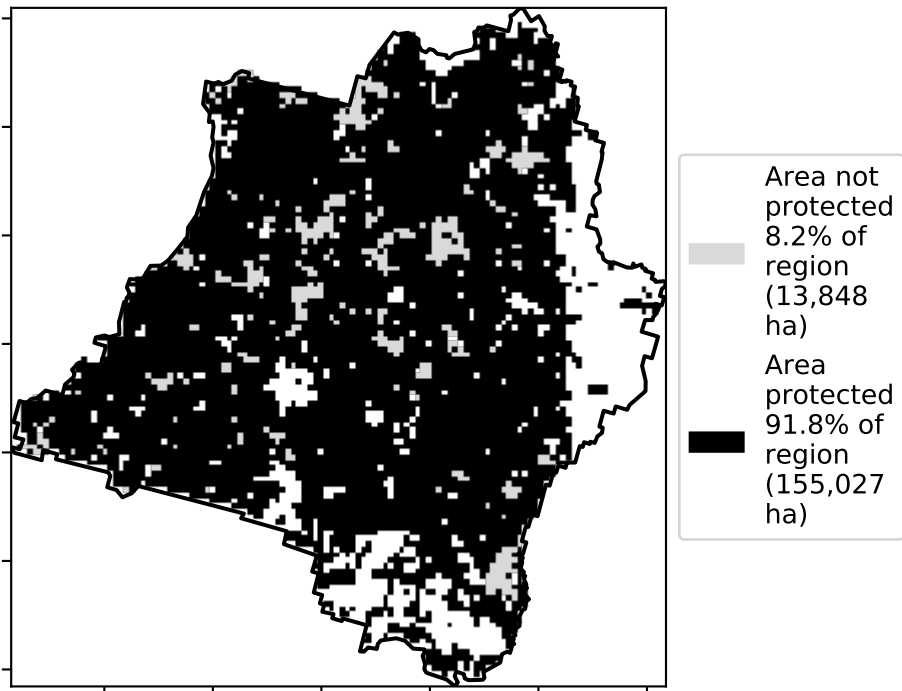 Area not
protected
8.2% of
region
(13,848
ha)
Area
protected
91.8% of
region
(155,027
ha)